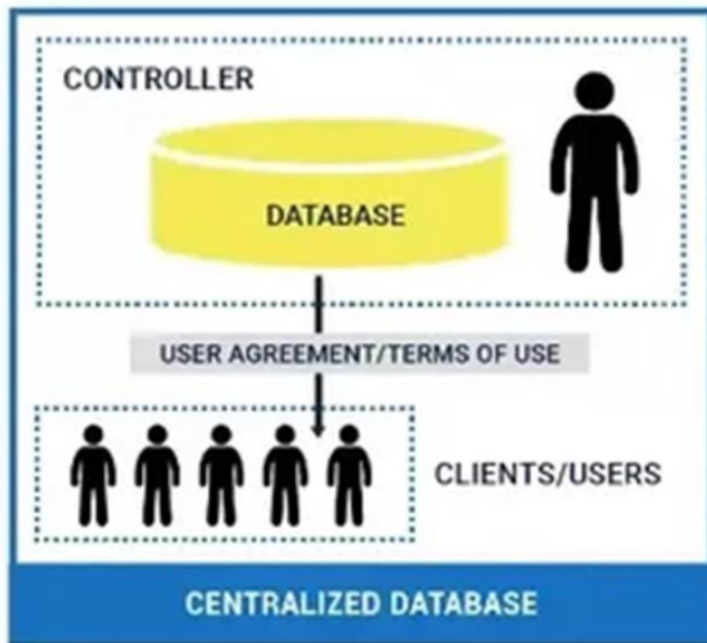 CONTROLLER
DATABASE
USER AGREEMENT/TERMS OF USE
CLIENTS/USERS
CENTRALIZED DATABASE